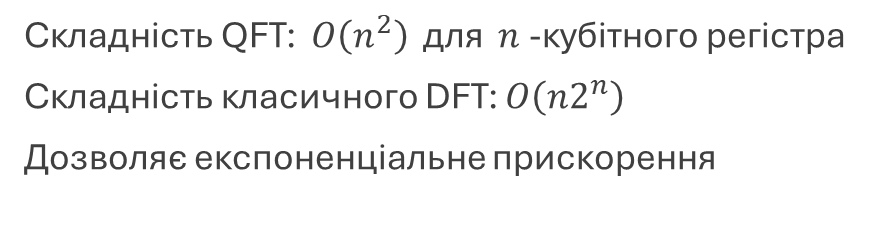 Складність QFT: O(n²) для n -кубітного регістра
Складність класичного DFT: O(n2ⁿ)
Дозволяє експоненціальне прискорення